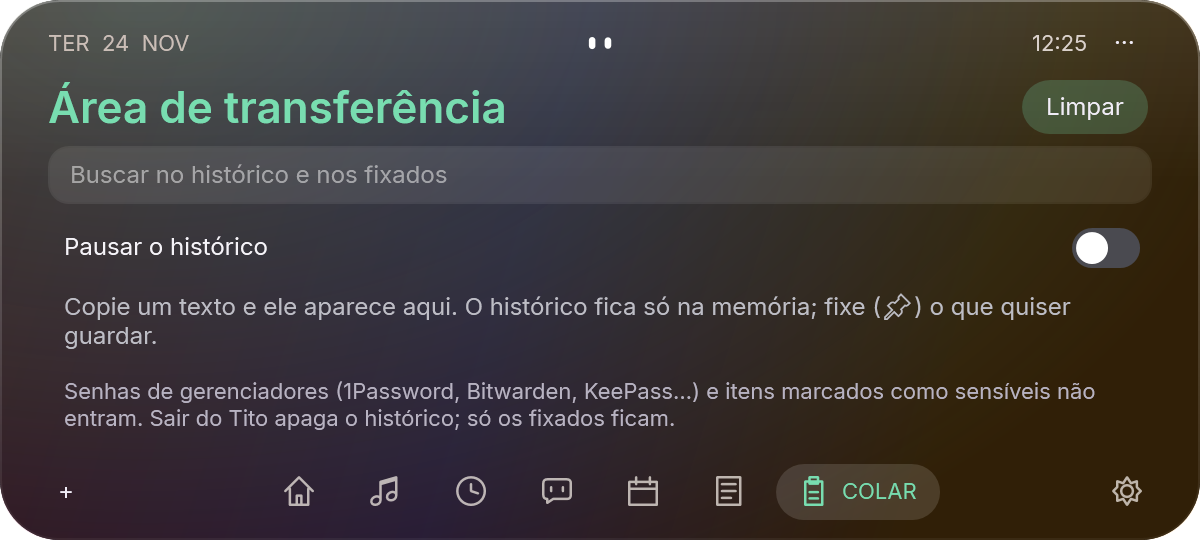 TER 24 NOV
12:25 ...
Área de transferência
Limpar
Buscar no histórico e nos fixados
Pausar o histórico
Copie um texto e ele aparece aqui. O histórico fica só na memória; fixe (📌) o que quiser
guardar.
Senhas de gerenciadores (1Password, Bitwarden, KeePass...) e itens marcados como sensíveis não
entram. Sair do Tito apaga o histórico; só os fixados ficam.
+
COLAR